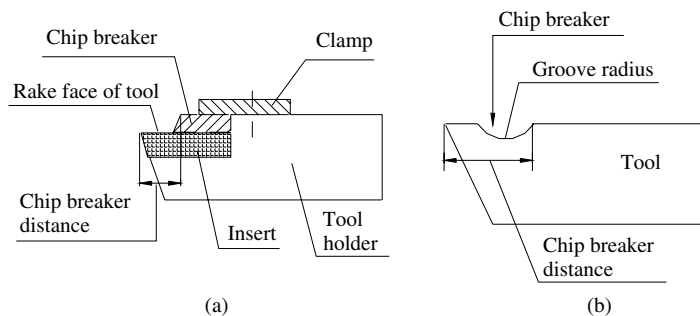 Chip breaker
Clamp
Rake face of tool
Chip breaker
distance
Insert
Tool
holder
(a)
Chip breaker
Groove radius
Tool
Chip breaker
distance
(b)